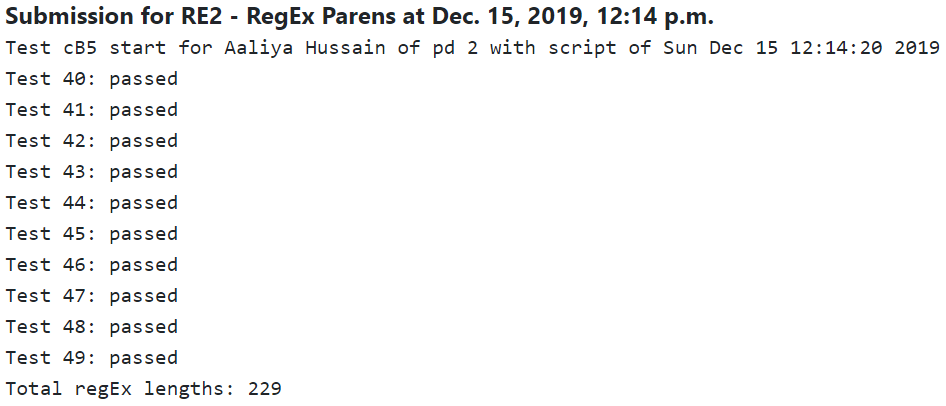 Submission for RE2 - RegEx Parens at Dec. 15, 2019, 12:14 p.m.
Test cB5 start for Aaliya Hussain of pd 2 with script of Sun Dec 15 12:14:20 2019
Test 40: passed
Test 41: passed
Test 42: passed
Test 43: passed
Test 44: passed
Test 45: passed
Test 46: passed
Test 47: passed
Test 48: passed
Test 49: passed
Total regEx lengths: 229